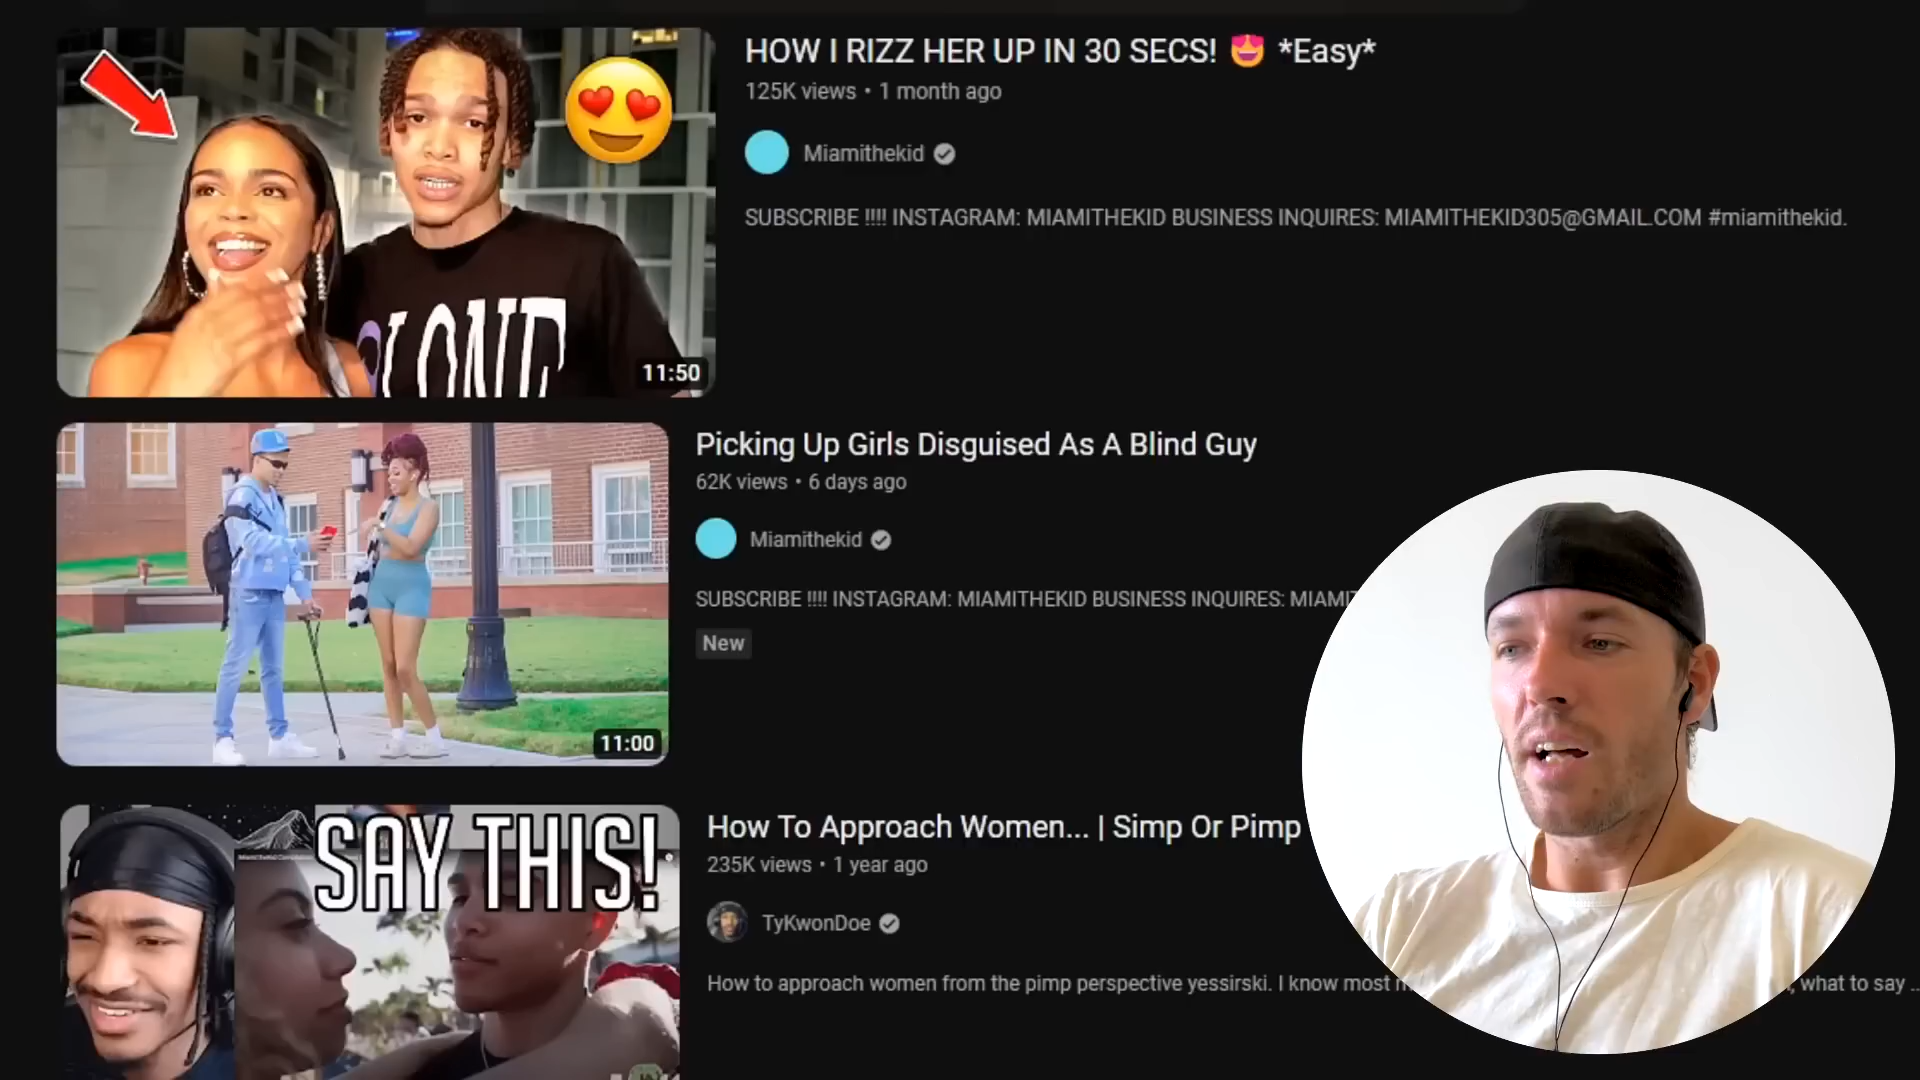 HOW I RIZZ HER UP IN 30 SECS! 😍 *Easy*
125K views • 1 month ago
Miamithekid
SUBSCRIBE !!!! INSTAGRAM: MIAMITHEKID BUSINESS INQUIRES: MIAMITHEKID305@GMAIL.COM #miamithekid.
LONE
11:50
Picking Up Girls Disguised As A Blind Guy
62K views • 6 days ago
Miamithekid
SUBSCRIBE !!!! INSTAGRAM: MIAMITHEKID BUSINESS INQUIRES:
New
11:00
SAY THIS!
How To Approach Women... | Simp Or Pimp
235K views • 1 year ago
TyKwonDoe
How to approach women from the pimp perspective yessirski. I know most
, what to say ...